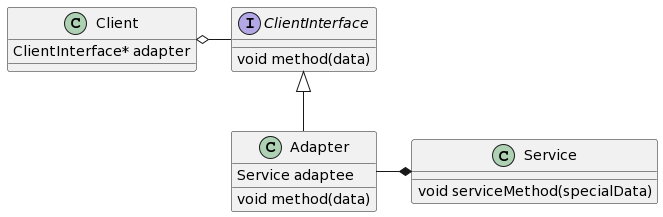 C Client
ClientInterface* adapter
I ClientInterface
void method(data)
C Adapter
Service adaptee
void method(data)
C Service
void serviceMethod(specialData)